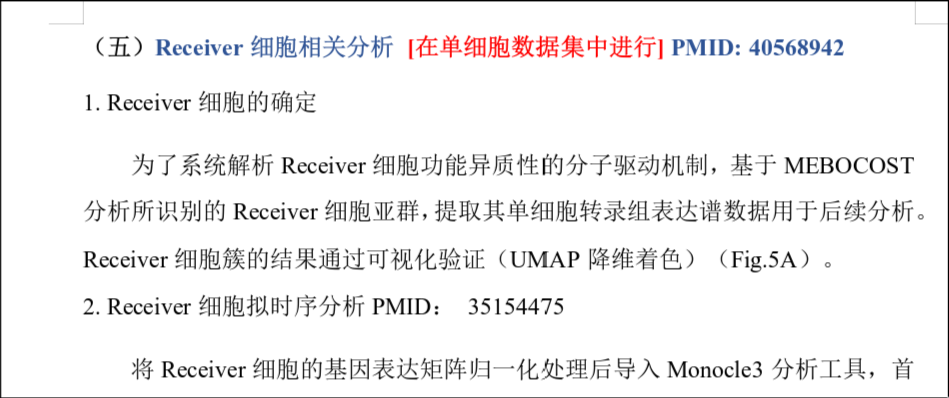 （五）Receiver 细胞相关分析 [在单细胞数据集中进行] PMID: 40568942
1. Receiver 细胞的确定
为了系统解析 Receiver 细胞功能异质性的分子驱动机制，基于 MEBOCOST
分析所识别的 Receiver 细胞亚群，提取其单细胞转录组表达谱数据用于后续分析。
Receiver 细胞簇的结果通过可视化验证（UMAP 降维着色）（Fig.5A）。
2. Receiver 细胞拟时序分析 PMID： 35154475
将 Receiver 细胞的基因表达矩阵归一化处理后导入 Monocle3 分析工具，首